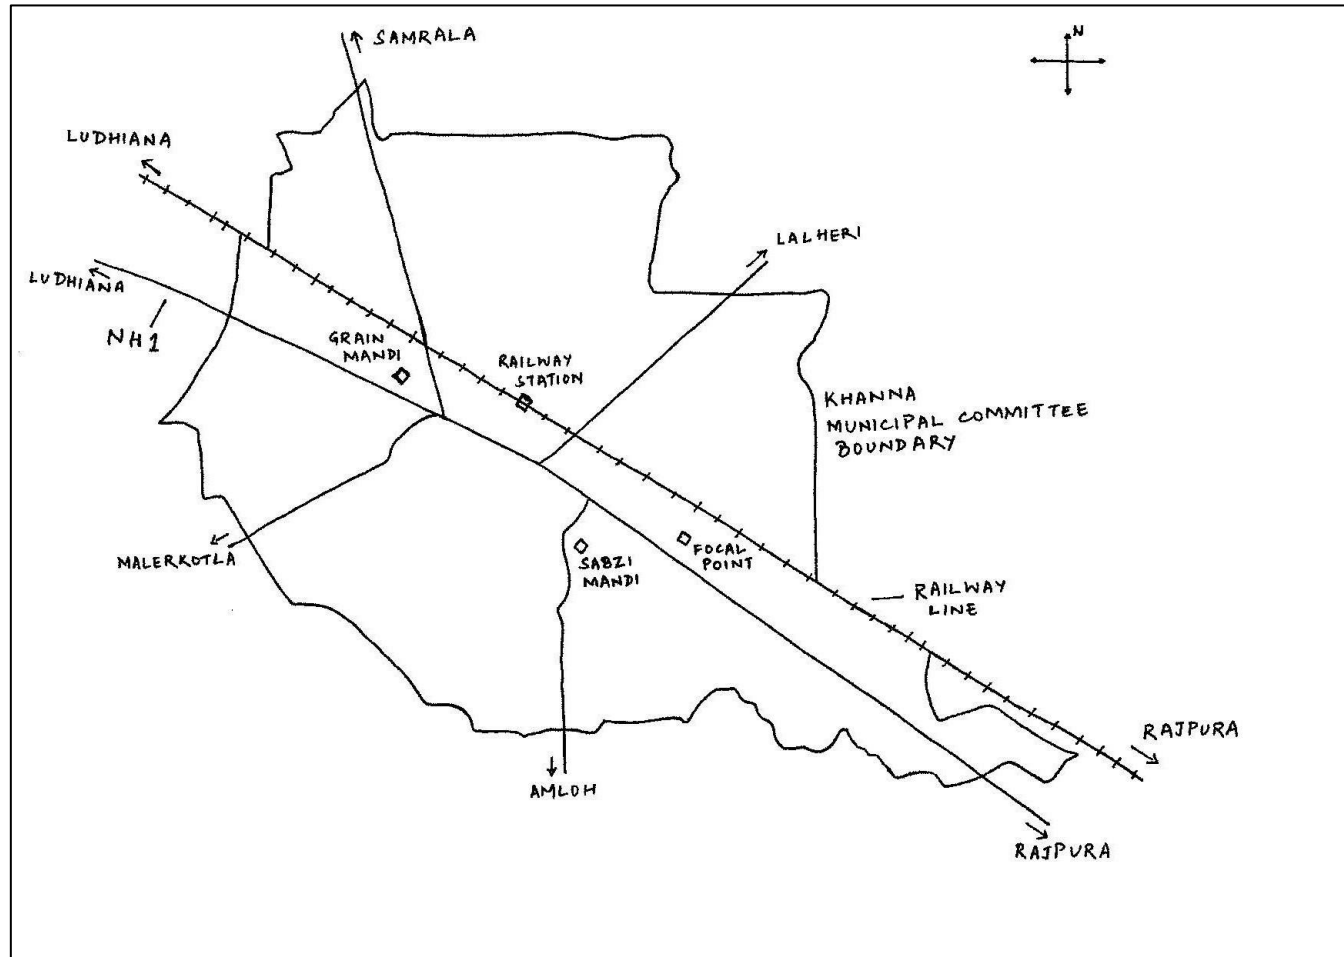 SAMRALA
N
LUDHIANA
LALHERI
LUDHIANA
NH1
GRAIN
MANDI
RAILWAY
STATION
KHANNA
MUNICIPAL COMMITTEE
BOUNDARY
MALERKOTLA
SABZI
MANDI
FOCAL
POINT
RAILWAY
LINE
RAJPURA
AMLOH
RAJPURA